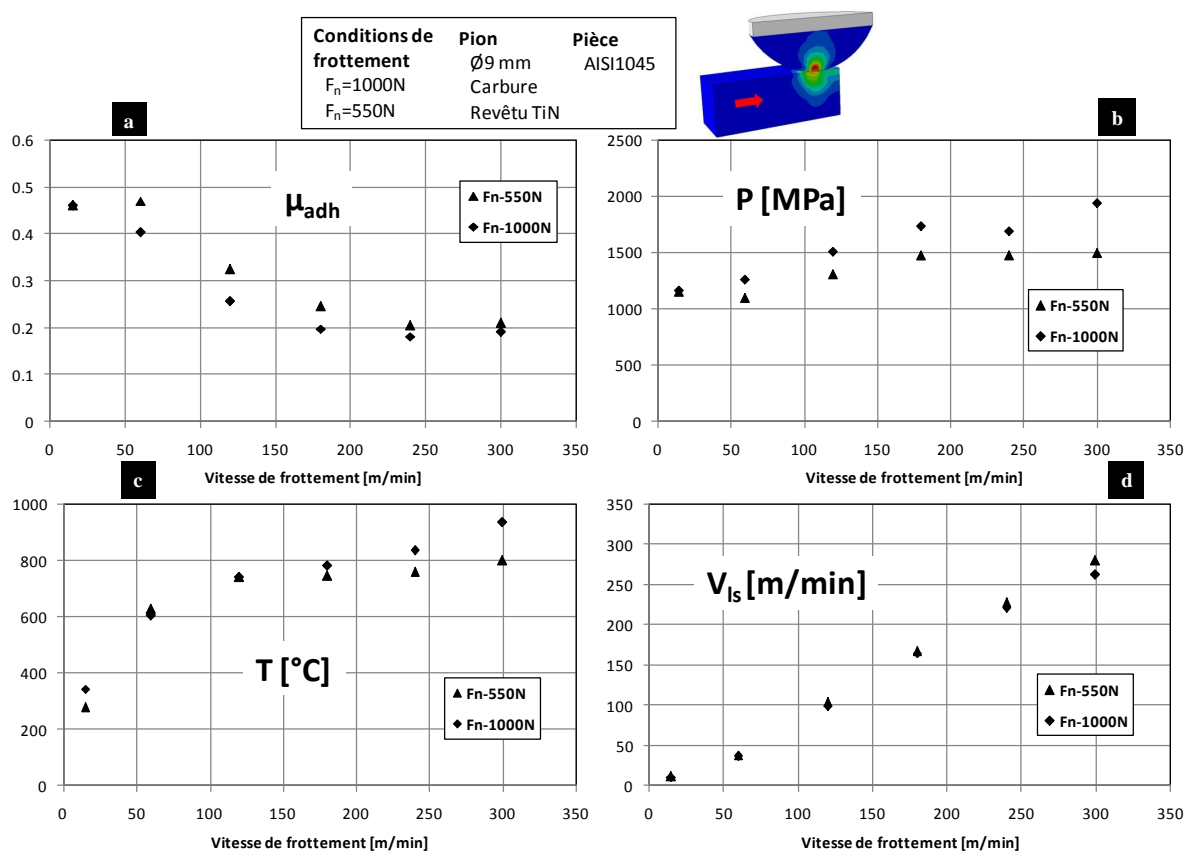 Conditions de frottement Pion Pièce
Ø9 mm AISI1045
Fn=1000N Carbure
Fn=550N Revêtu TiN
a
0.6
0.5
0.4
0.3
0.2
0.1
0
0 50 100 150 200 250 300 350
μadh
Fn-550N
Fn-1000N
Vitesse de frottement [m/min]
b
2500
2000
1500
1000
500
0
0 50 100 150 200 250 300 350
P [MPa]
Fn-550N
Fn-1000N
Vitesse de frottement [m/min]
c
1000
800
600
400
200
0
0 50 100 150 200 250 300 350
T [°C]
Fn-550N
Fn-1000N
Vitesse de frottement [m/min]
d
350
300
250
200
150
100
50
0
0 50 100 150 200 250 300 350
Vls [m/min]
Fn-550N
Fn-1000N
Vitesse de frottement [m/min]